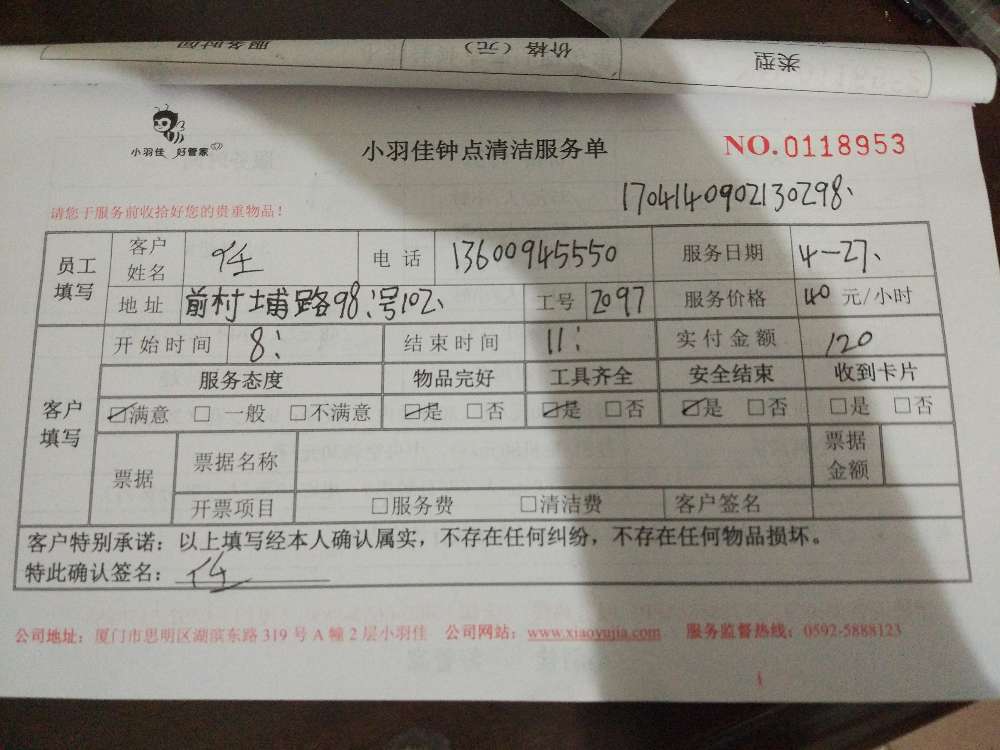 服务时间 价格（元） 类型
小羽佳 好管家
小羽佳钟点清洁服务单
NO.0118953
1704140902130298、
请您于服务前收拾好您的贵重物品！
员工填写 客户姓名 任 电话 13600945550 服务日期 4-27、
地址 前村埔路98:号102、 工号 2097 服务价格 40 元/小时
客户填写 开始时间 8: 结束时间 11: 实付金额 120
服务态度 物品完好 工具齐全 安全结束 收到卡片
☑满意 □ 一般 □不满意 ☑是 □否 ☑是 □否 ☑是 □否 □是 □否
票据 票据名称 票据金额
开票项目 □服务费 □清洁费 客户签名
客户特别承诺：以上填写经本人确认属实，不存在任何纠纷，不存在任何物品损坏。
特此确认签名：任
公司地址：厦门市思明区湖滨东路 319 号 A 幢 2 层小羽佳 公司网站：www.xiaoyujia.com 服务监督热线：0592-5888123